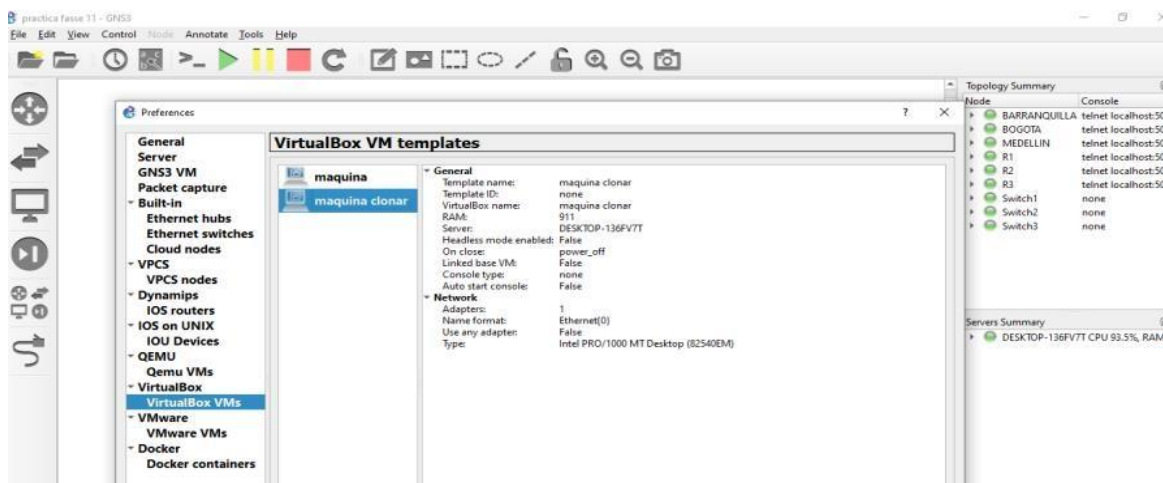 practica fasse 11 - GNS3
File Edit View Control Node Annotate Tools Help
Preferences
?
General
Server
GNS3 VM
Packet capture
Built-in
Ethernet hubs
Ethernet switches
Cloud nodes
VPCS
VPCS nodes
Dynamips
IOS routers
IOS on UNIX
IOU Devices
QEMU
Qemu VMs
VirtualBox
VirtualBox VMs
VMware
VMware VMs
Docker
Docker containers
VirtualBox VM templates
maquina
maquina clonar
General
Template name: maquina clonar
Template ID: none
VirtualBox name: maquina clonar
RAM: 911
Server: DESKTOP-136FV7T
Headless mode enabled: False
On close: power_off
Linked base VM: False
Console type: none
Auto start console: False
Network
Adapters: 1
Name format: Ethernet{0}
Use any adapter: False
Type: Intel PRO/1000 MT Desktop (82540EM)
Topology Summary
Node Console
BARRANQUILLA telnet localhost:50
BOGOTA telnet localhost:50
MEDELLIN telnet localhost:50
R1 telnet localhost:50
R2 telnet localhost:50
R3 telnet localhost:50
Switch1 none
Switch2 none
Switch3 none
Servers Summary
DESKTOP-136FV7T CPU 93.5%, RAM